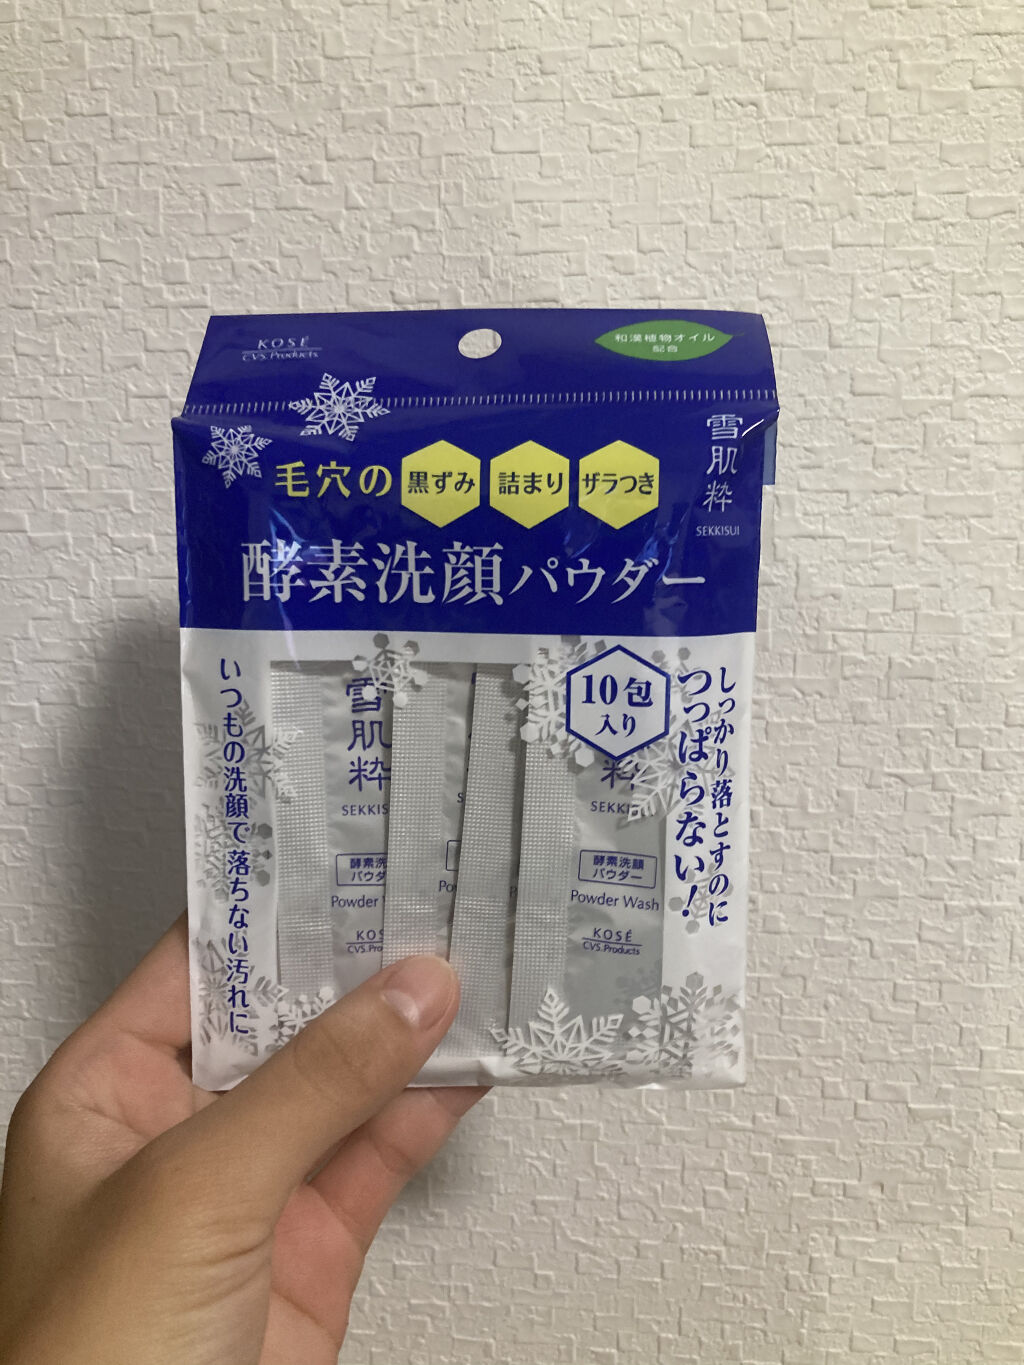 KOSÉ
CVS.Products
和漢植物オイル
配合
雪肌粋
SEKKISUI
毛穴の
黒ずみ
詰まり
ザラつき
酵素洗顔パウダー
いつもの洗顔で落ちない汚れに
10包
入り
しっかり落とすのに
つっぱらない!
雪肌粋
SEKKIS
酵素洗
パウダ
Powder
KOS
CVS.Pro
Po
粋
SEKK
酵素洗顔
パウダー
Powder Wash
KOSÉ
CVS.Products